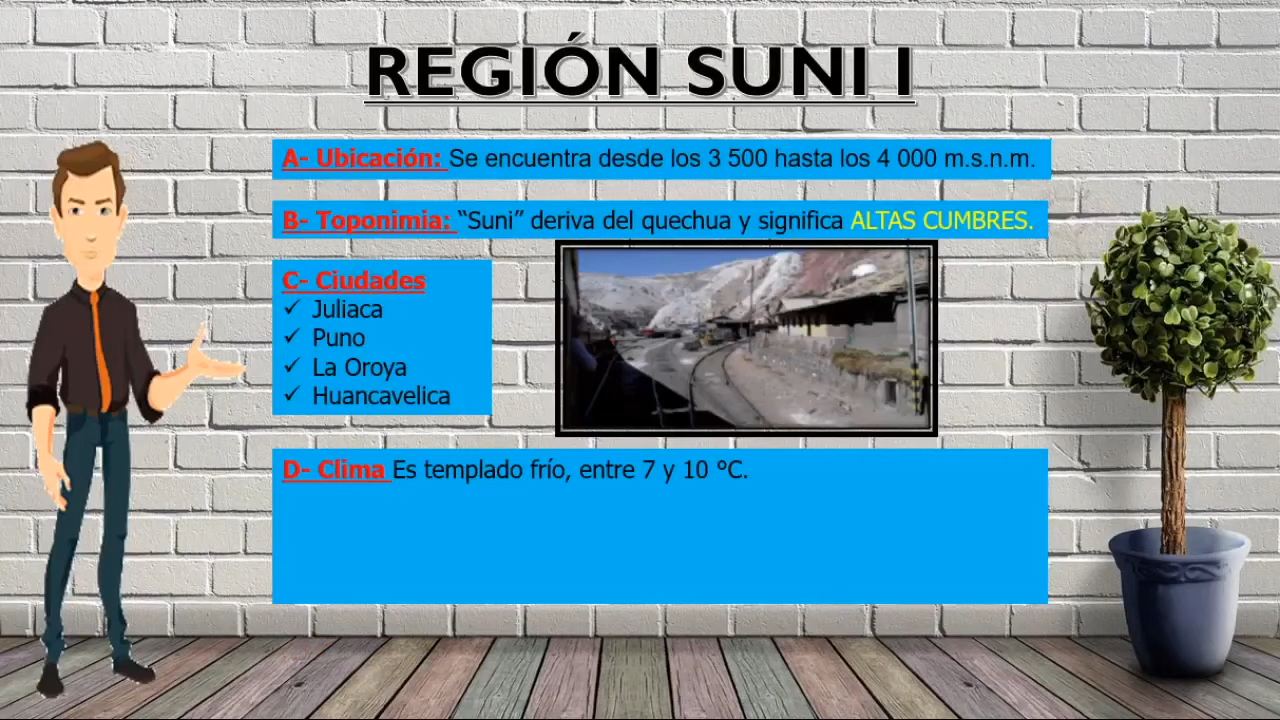 REGIÓN SUNI I
A- Ubicación: Se encuentra desde los 3 500 hasta los 4 000 m.s.n.m.
B- Toponimia: “Suni” deriva del quechua y significa ALTAS CUMBRES.
C- Ciudades
✓ Juliaca
✓ Puno
✓ La Oroya
✓ Huancavelica
D- Clima Es templado frío, entre 7 y 10 ºC.